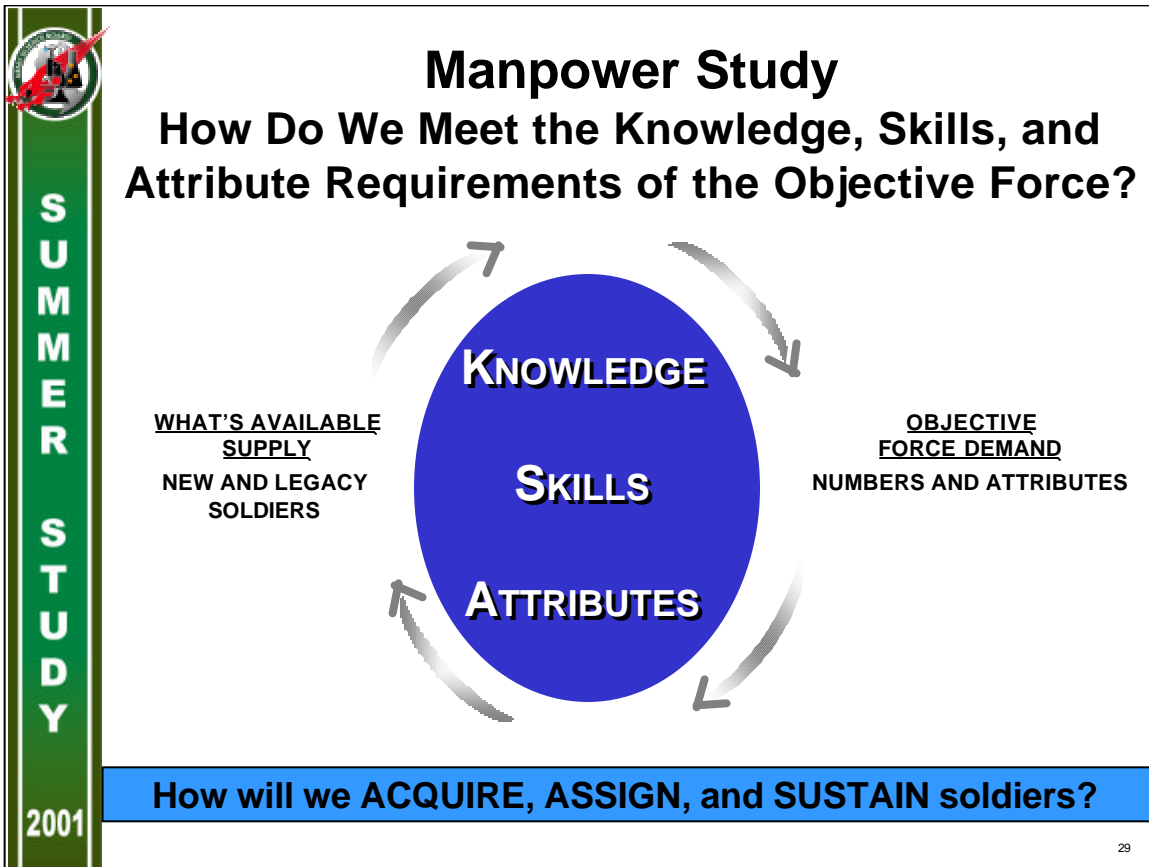 Manpower Study
How Do We Meet the Knowledge, Skills, and
Attribute Requirements of the Objective Force?
SUMMER STUDY
2001
WHAT'S AVAILABLE
SUPPLY
NEW AND LEGACY
SOLDIERS
KNOWLEDGE
SKILLS
ATTRIBUTES
OBJECTIVE
FORCE DEMAND
NUMBERS AND ATTRIBUTES
How will we ACQUIRE, ASSIGN, and SUSTAIN soldiers?
29